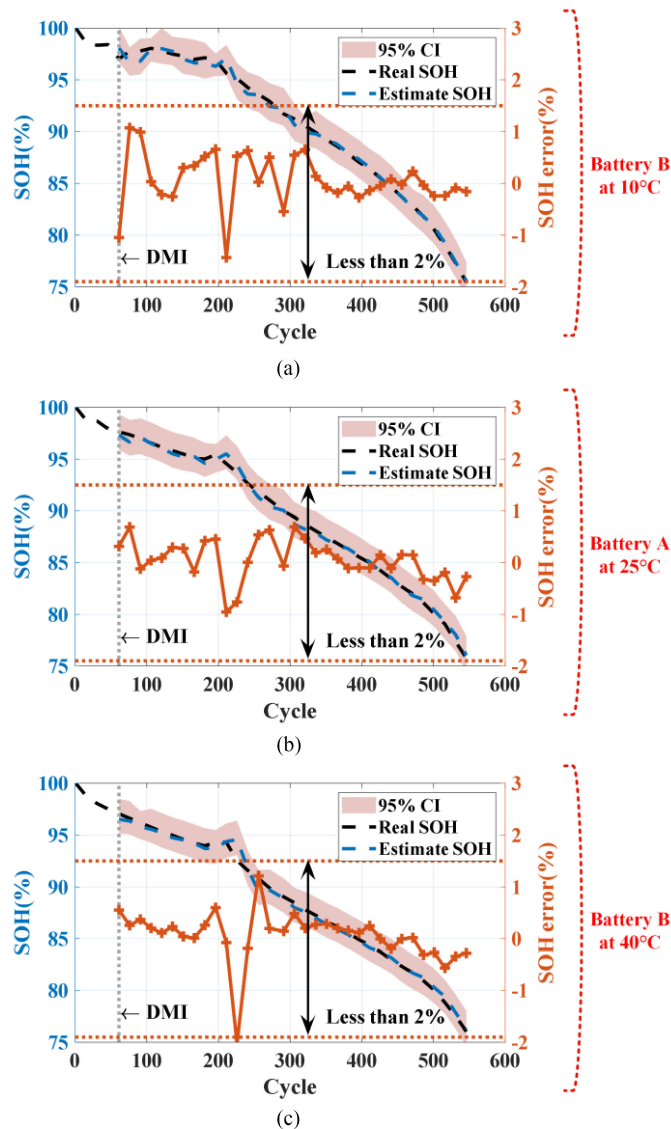 100
95
90
85
80
75
SOH(%)
3
2
1
0
-1
-2
SOH error(%)
95% CI
Real SOH
Estimate SOH
← DMI
Less than 2%
0
100
200
300
400
500
600
Cycle
Battery B
at 10°C
(a)
100
95
90
85
80
75
SOH(%)
3
2
1
0
-1
-2
SOH error(%)
95% CI
Real SOH
Estimate SOH
← DMI
Less than 2%
0
100
200
300
400
500
600
Cycle
Battery A
at 25°C
(b)
100
95
90
85
80
75
SOH(%)
3
2
1
0
-1
-2
SOH error(%)
95% CI
Real SOH
Estimate SOH
← DMI
Less than 2%
0
100
200
300
400
500
600
Cycle
Battery B
at 40°C
(c)